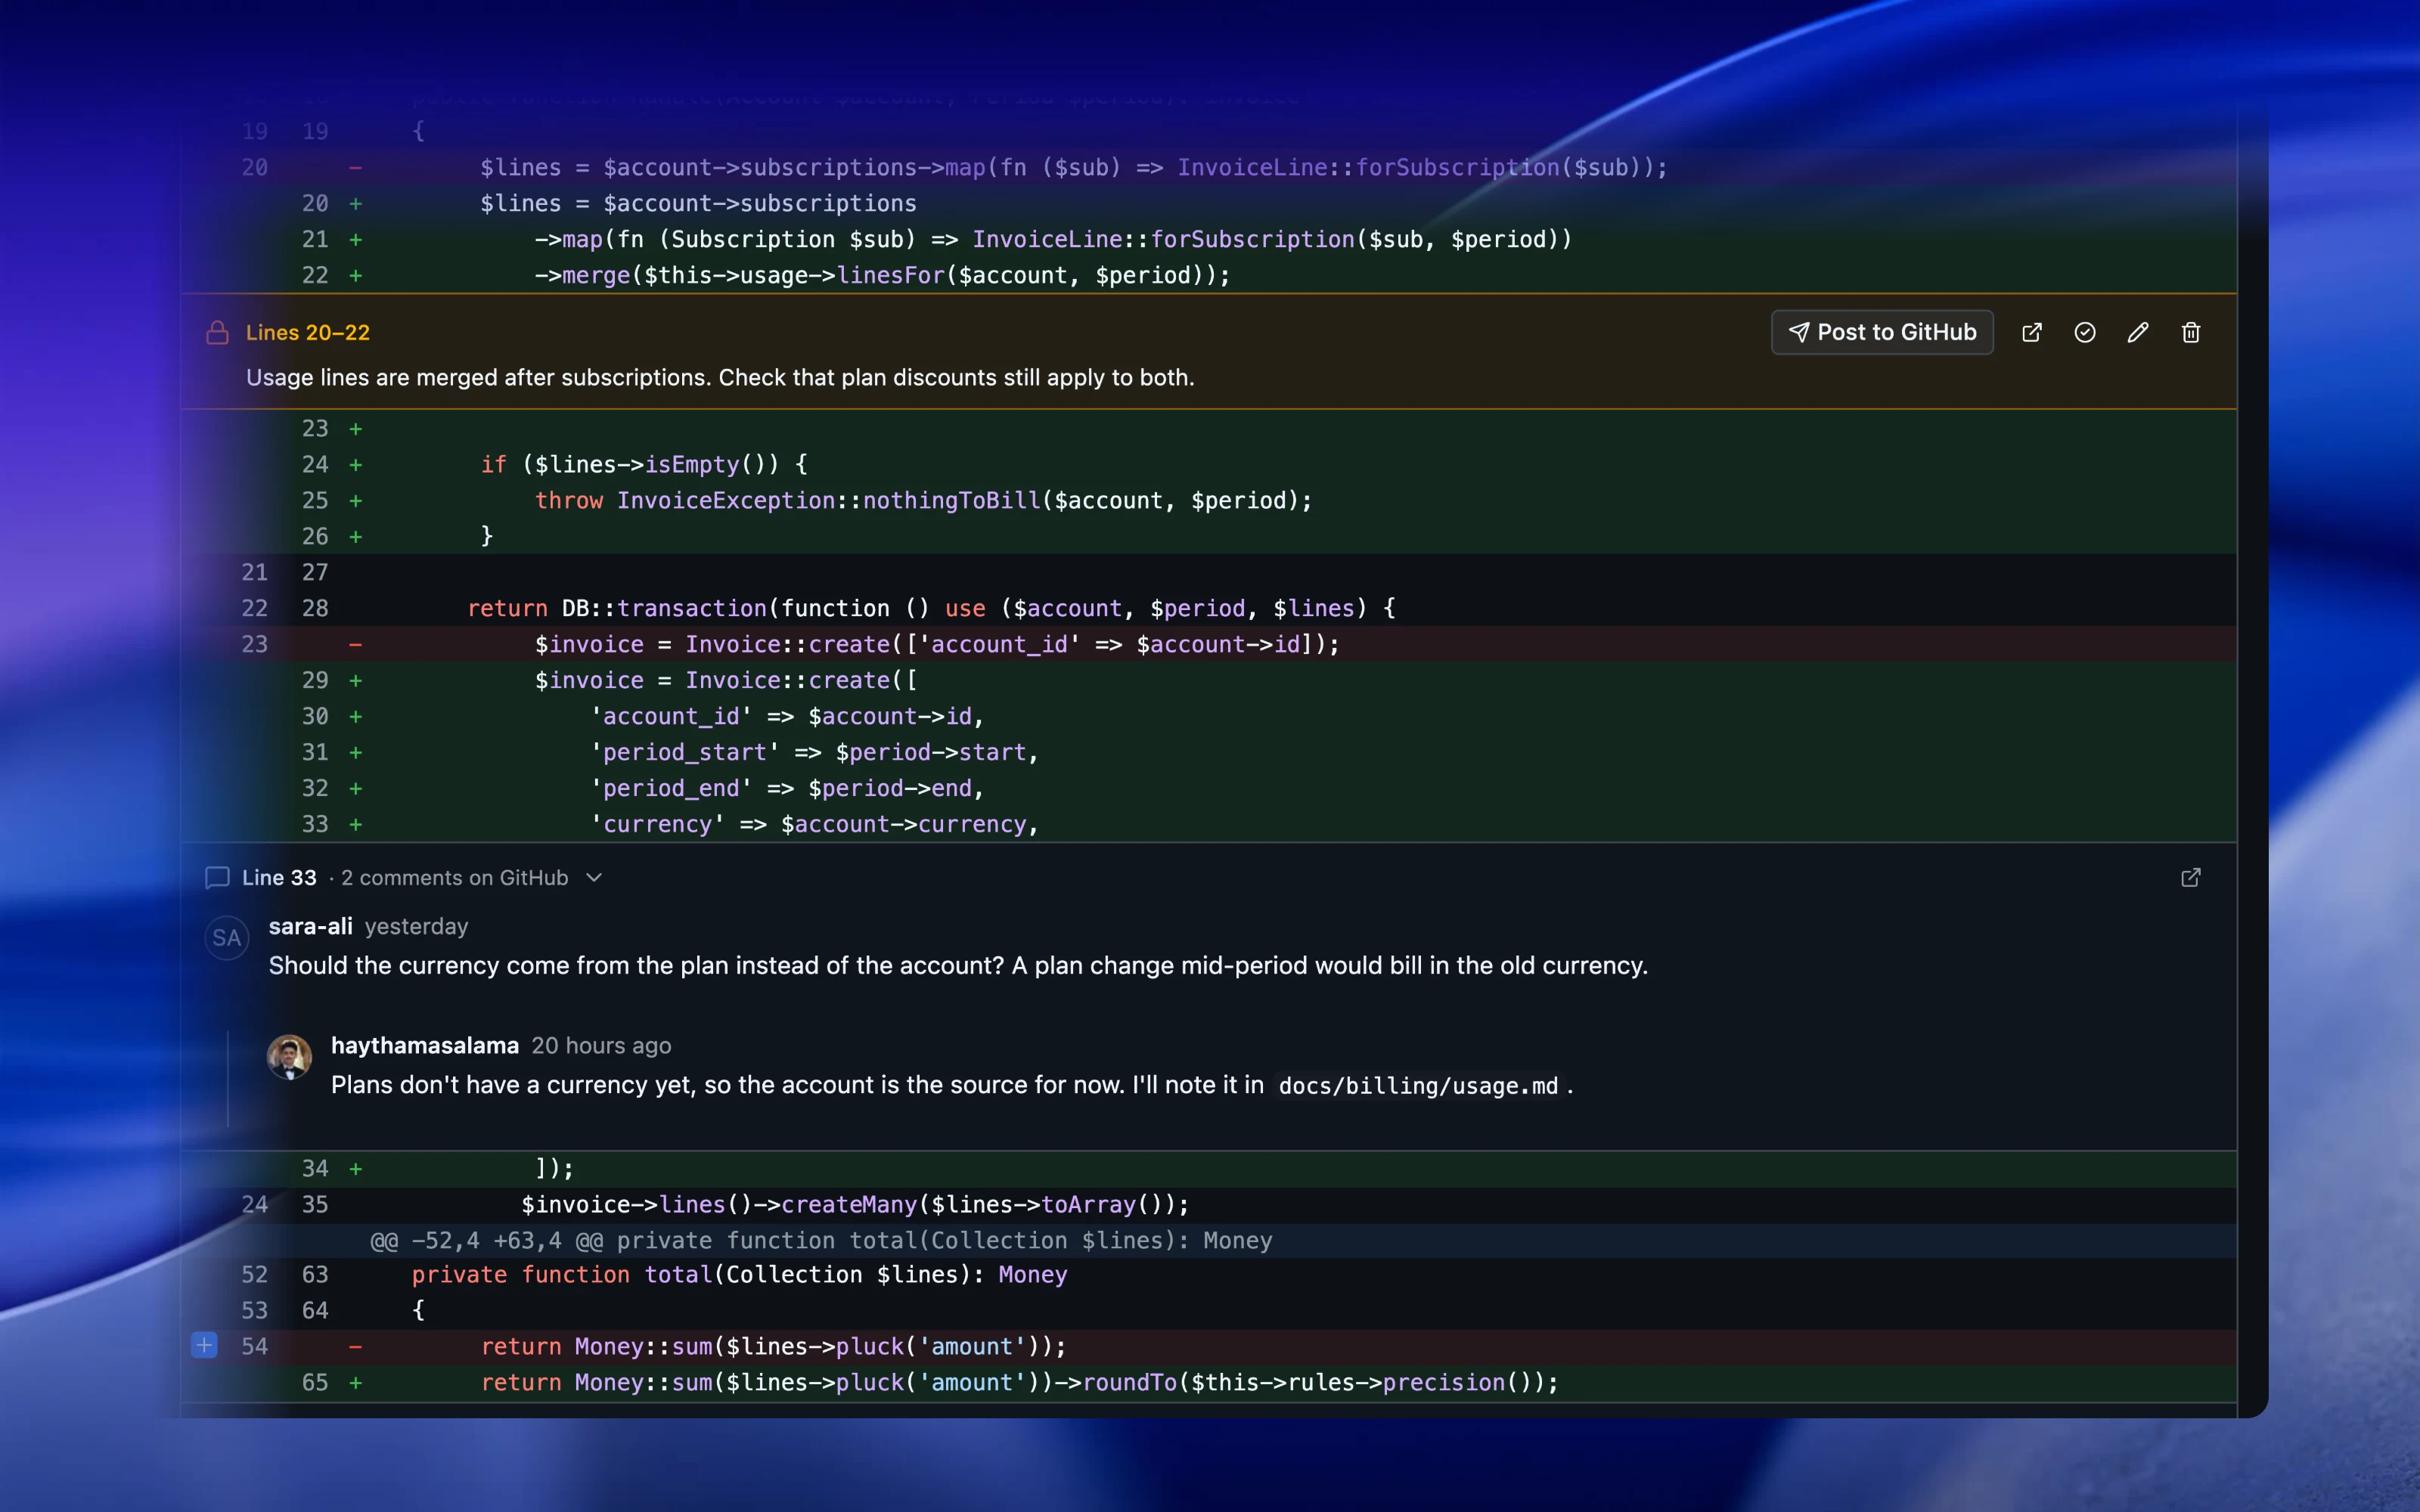 public function handle(Account $account, Period $period): Invoice
19 19 {
20 - $lines = $account->subscriptions->map(fn ($sub) => InvoiceLine::forSubscription($sub));
20 + $lines = $account->subscriptions
21 + ->map(fn (Subscription $sub) => InvoiceLine::forSubscription($sub, $period))
22 + ->merge($this->usage->linesFor($account, $period));
Lines 20–22 Post to GitHub
Usage lines are merged after subscriptions. Check that plan discounts still apply to both.
23 +
24 + if ($lines->isEmpty()) {
25 + throw InvoiceException::nothingToBill($account, $period);
26 + }
21 27
22 28 return DB::transaction(function () use ($account, $period, $lines) {
23 - $invoice = Invoice::create(['account_id' => $account->id]);
29 + $invoice = Invoice::create([
30 + 'account_id' => $account->id,
31 + 'period_start' => $period->start,
32 + 'period_end' => $period->end,
33 + 'currency' => $account->currency,
Line 33 · 2 comments on GitHub
SA sara-ali yesterday
Should the currency come from the plan instead of the account? A plan change mid-period would bill in the old currency.
haythamasalama 20 hours ago
Plans don't have a currency yet, so the account is the source for now. I'll note it in docs/billing/usage.md.
34 + ]);
24 35 $invoice->lines()->createMany($lines->toArray());
@@ -52,4 +63,4 @@ private function total(Collection $lines): Money
52 63 private function total(Collection $lines): Money
53 64 {
54 - return Money::sum($lines->pluck('amount'));
65 + return Money::sum($lines->pluck('amount'))->roundTo($this->rules->precision());